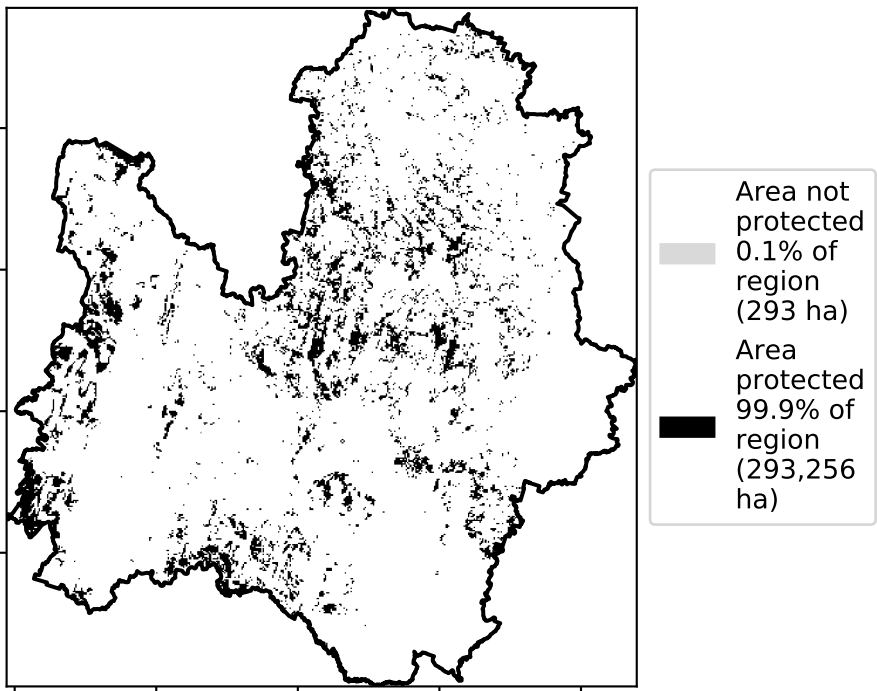 Area not
protected
0.1% of
region
(293 ha)
Area
protected
99.9% of
region
(293,256
ha)